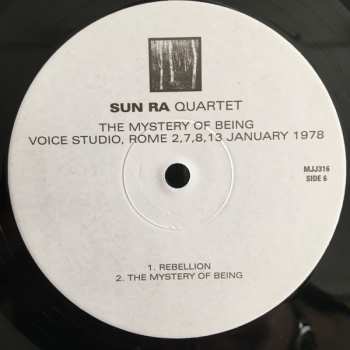 SUN RA QUARTET
THE MYSTERY OF BEING
VOICE STUDIO, ROME 2,7,8,13 JANUARY 1978
MJJ316
SIDE 6
1. REBELLION
2. THE MYSTERY OF BEING